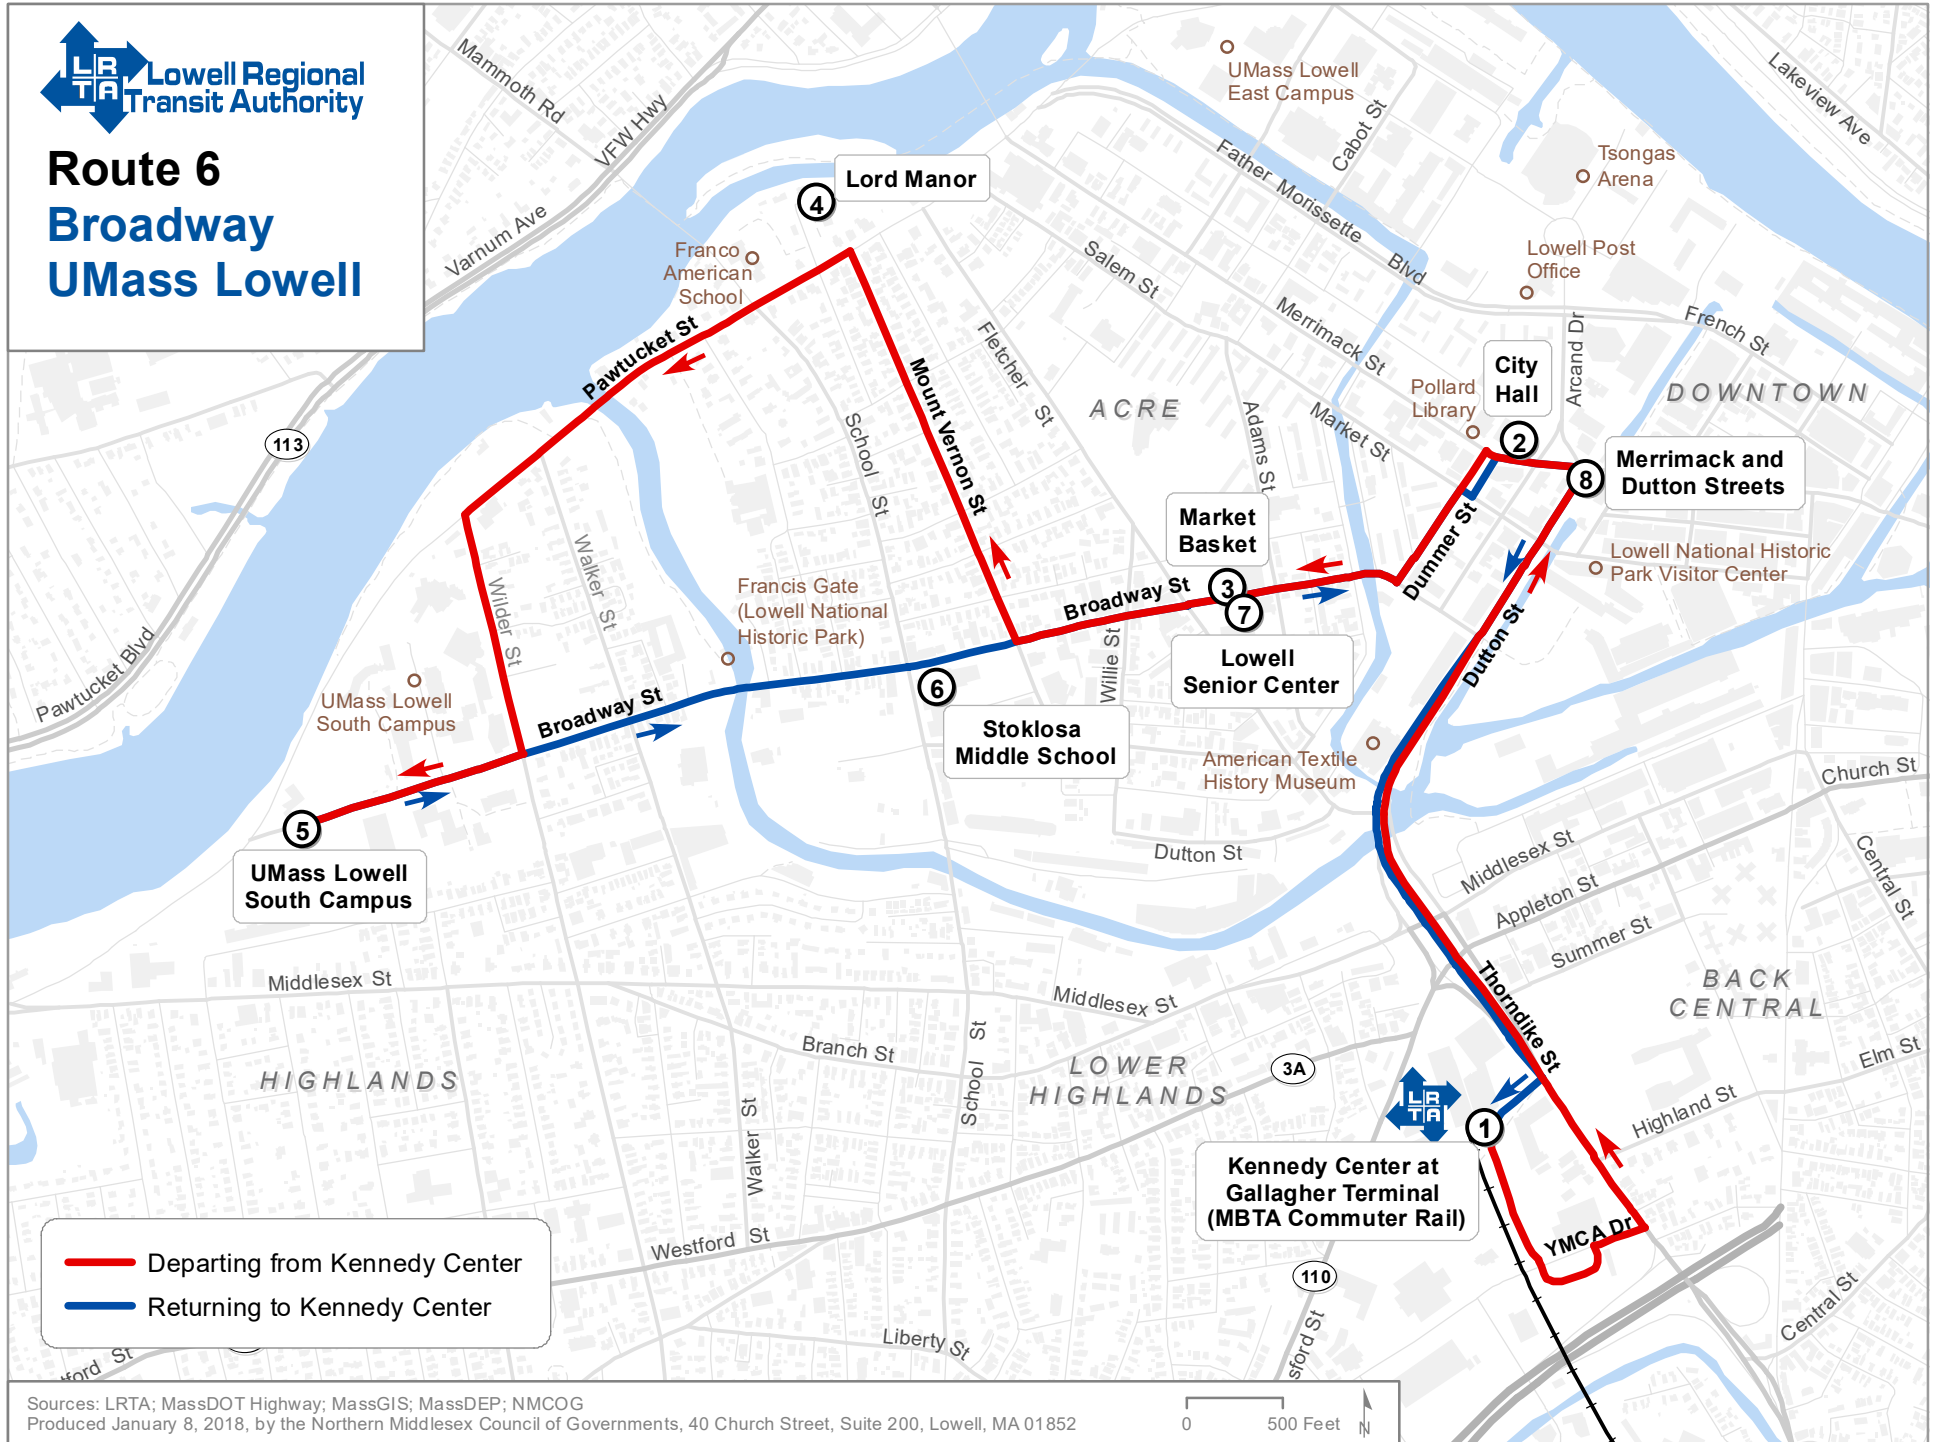 LR
TA
Lowell Regional
Transit Authority
Route 6
Broadway
UMass Lowell
Mammoth Rd
VFW Hwy
Varnum Ave
UMass Lowell
East Campus
Cabot St
Lakeview Ave
Tsongas
Arena
Father Morissette Blvd
Lord Manor
4
Franco
American
School
Salem St
Lowell Post
Office
French St
Merrimack St
Arcand Dr
Pawtucket St
Fletcher St
City
Hall
2
Pollard
Library
ACRE
DOWNTOWN
Mount Vernon St
School St
Adams St
Market St
113
8
Merrimack and
Dutton Streets
Market
Basket
Dummer St
Walker St
Wilder St
Francis Gate
(Lowell National
Historic Park)
Broadway St
3
7
Lowell National Historic
Park Visitor Center
Dutton St
Willie St
Lowell
Senior Center
Pawtucket Blvd
UMass Lowell
South Campus
Broadway St
6
Stoklosa
Middle School
American Textile
History Museum
Church St
5
UMass Lowell
South Campus
Dutton St
Middlesex St
Appleton St
Summer St
Central St
Middlesex St
Middlesex St
Thorndike St
BACK
CENTRAL
Branch St
School St
LOWER
HIGHLANDS
3A
Elm St
HIGHLANDS
Walker St
LR
TA
Highland St
1
Kennedy Center at
Gallagher Terminal
(MBTA Commuter Rail)
YMCA Dr
Westford St
110
Central St
Departing from Kennedy Center
Returning to Kennedy Center
Liberty St
sford St
tford St
Sources: LRTA; MassDOT Highway; MassGIS; MassDEP; NMCOG
Produced January 8, 2018, by the Northern Middlesex Council of Governments, 40 Church Street, Suite 200, Lowell, MA 01852
0 500 Feet
N